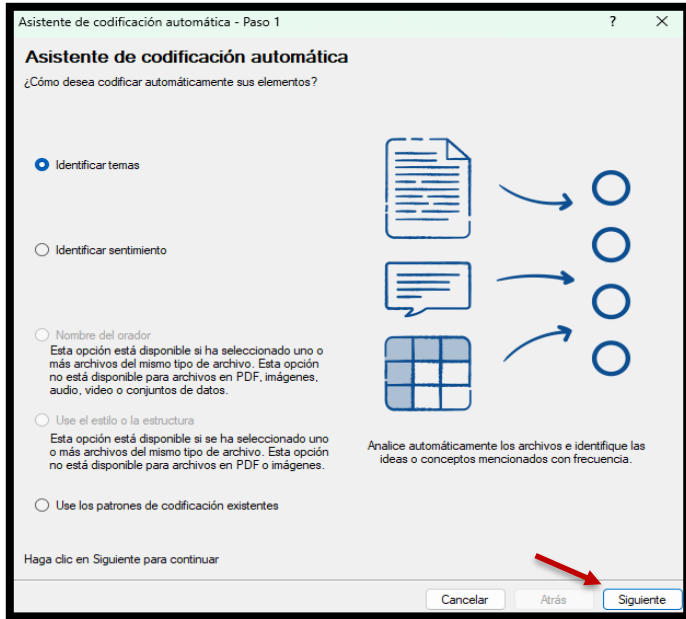 Asistente de codificación automática - Paso 1
Asistente de codificación automática
¿Cómo desea codificar automáticamente sus elementos?
Identificar temas
Identificar sentimiento
Nombre del orador
Esta opción está disponible si ha seleccionado uno o
más archivos del mismo tipo de archivo. Esta opción
no está disponible para archivos en PDF, imágenes,
audio, video o conjuntos de datos.
Use el estilo o la estructura
Esta opción está disponible si se ha seleccionado uno
o más archivos del mismo tipo de archivo. Esta opción
no está disponible para archivos en PDF o imágenes.
Analice automáticamente los archivos e identifique las
ideas o conceptos mencionados con frecuencia.
Use los patrones de codificación existentes
Haga clic en Siguiente para continuar
Cancelar Atrás Siguiente